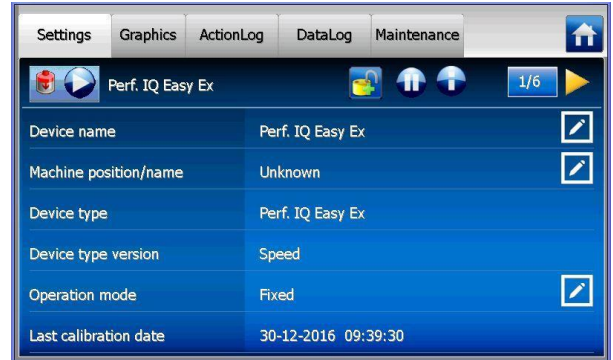 Settings Graphics ActionLog DataLog Maintenance
Perf. IQ Easy Ex 1/6
Device name Perf. IQ Easy Ex
Machine position/name Unknown
Device type Perf. IQ Easy Ex
Device type version Speed
Operation mode Fixed
Last calibration date 30-12-2016 09:39:30